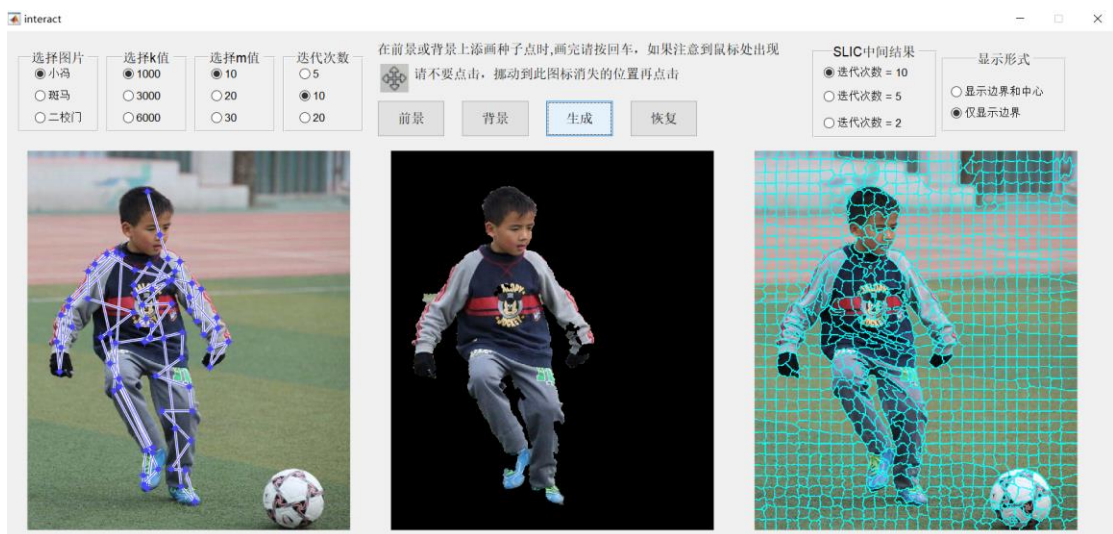 interact
选择图片
小冯
斑马
二校门
选择k值
1000
3000
6000
选择m值
10
20
30
迭代次数
5
10
20
在前景或背景上添画种子点时,画完请按回车，如果注意到鼠标处出现
请不要点击，挪动到此图标消失的位置再点击
前景
背景
生成
恢复
SLIC中间结果
迭代次数 = 10
迭代次数 = 5
迭代次数 = 2
显示形式
显示边界和中心
仅显示边界